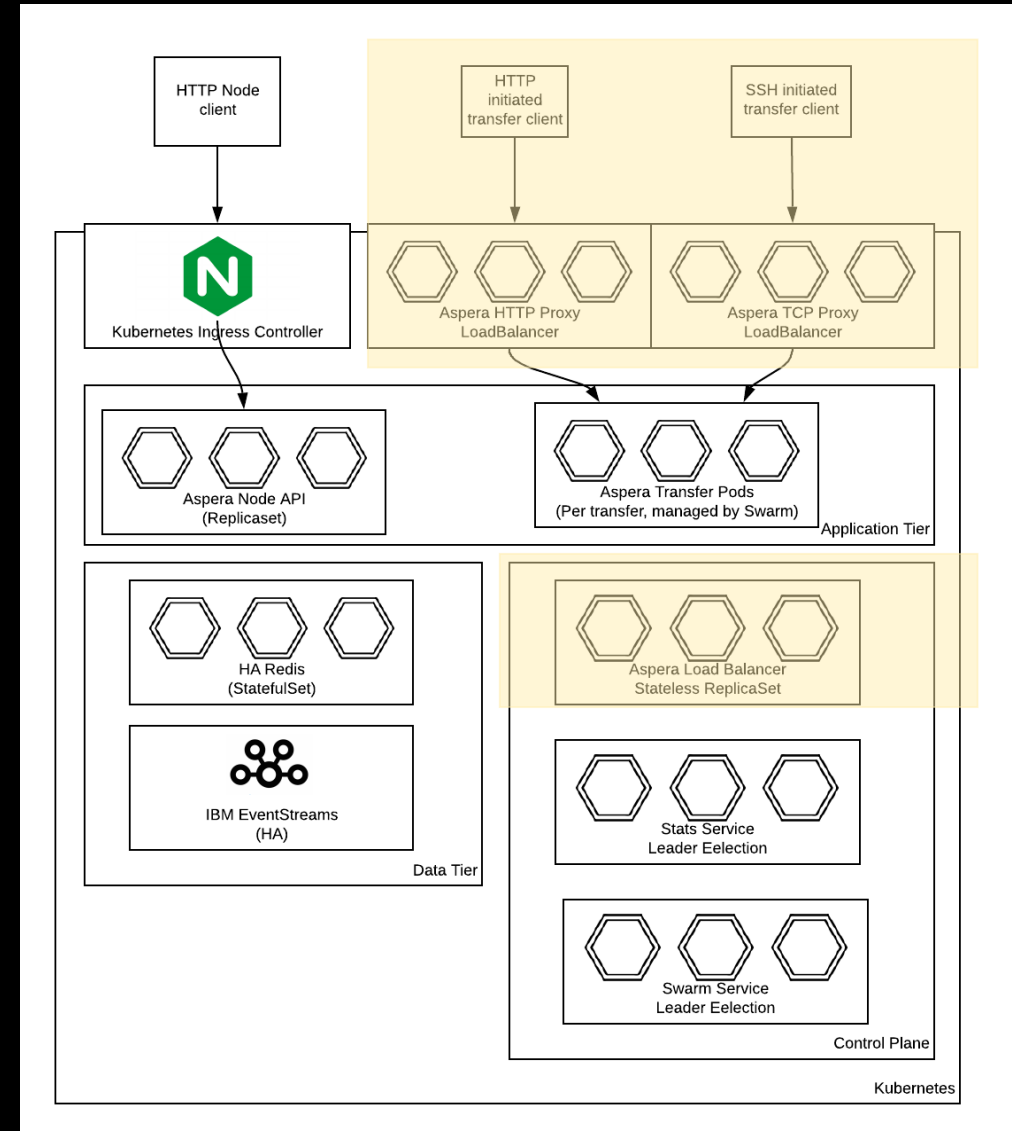 HTTP Node
client
HTTP
initiated
transfer client
SSH initiated
transfer client
N
Kubernetes Ingress Controller
Aspera HTTP Proxy
LoadBalancer
Aspera TCP Proxy
LoadBalancer
Aspera Node API
(Replicaset)
Aspera Transfer Pods
(Per transfer, managed by Swarm)
Application Tier
HA Redis
(StatefulSet)
IBM EventStreams
(HA)
Data Tier
Aspera Load Balancer
Stateless ReplicaSet
Stats Service
Leader Eelection
Swarm Service
Leader Eelection
Control Plane
Kubernetes